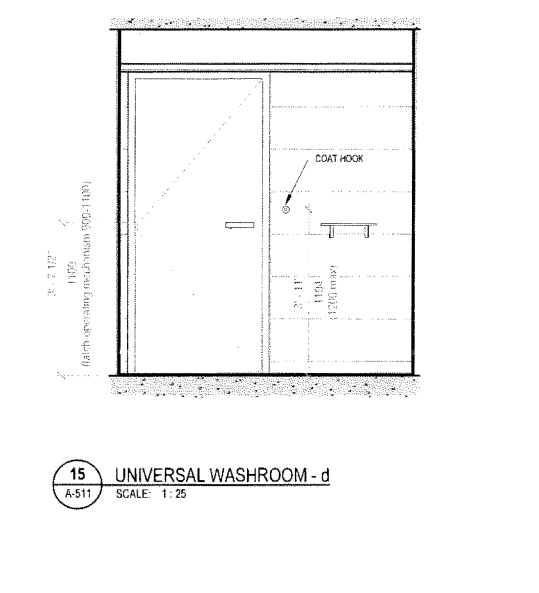 COAT HOOK
3' - 7 1/2"
1100
(latch operating mechanism 900-1100)
3' - 11"
1194
(1200 max)
15
A-511
UNIVERSAL WASHROOM - d
SCALE: 1 : 25